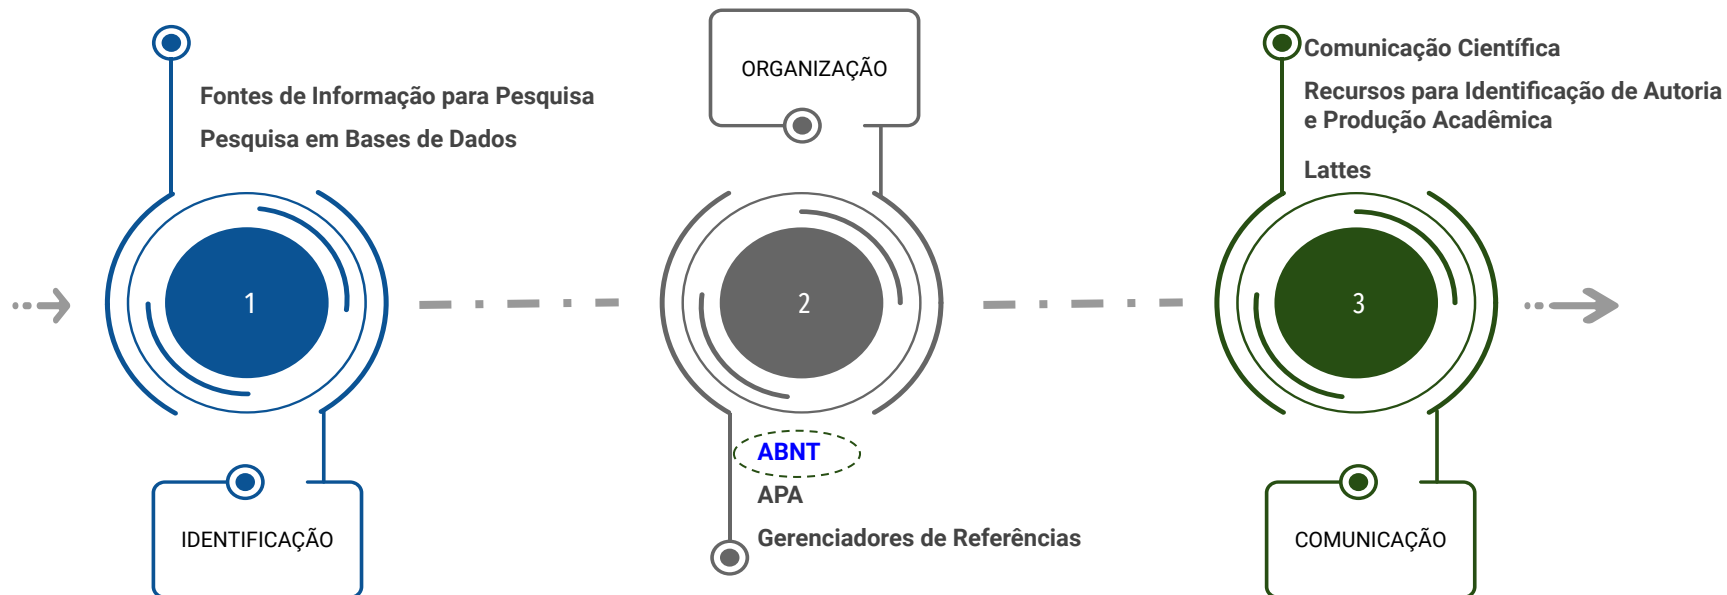 Fontes de Informação para Pesquisa
Pesquisa em Bases de Dados
1
IDENTIFICAÇÃO
ORGANIZAÇÃO
2
ABNT
APA
Gerenciadores de Referências
Comunicação Científica
Recursos para Identificação de Autoria
e Produção Acadêmica
Lattes
3
COMUNICAÇÃO